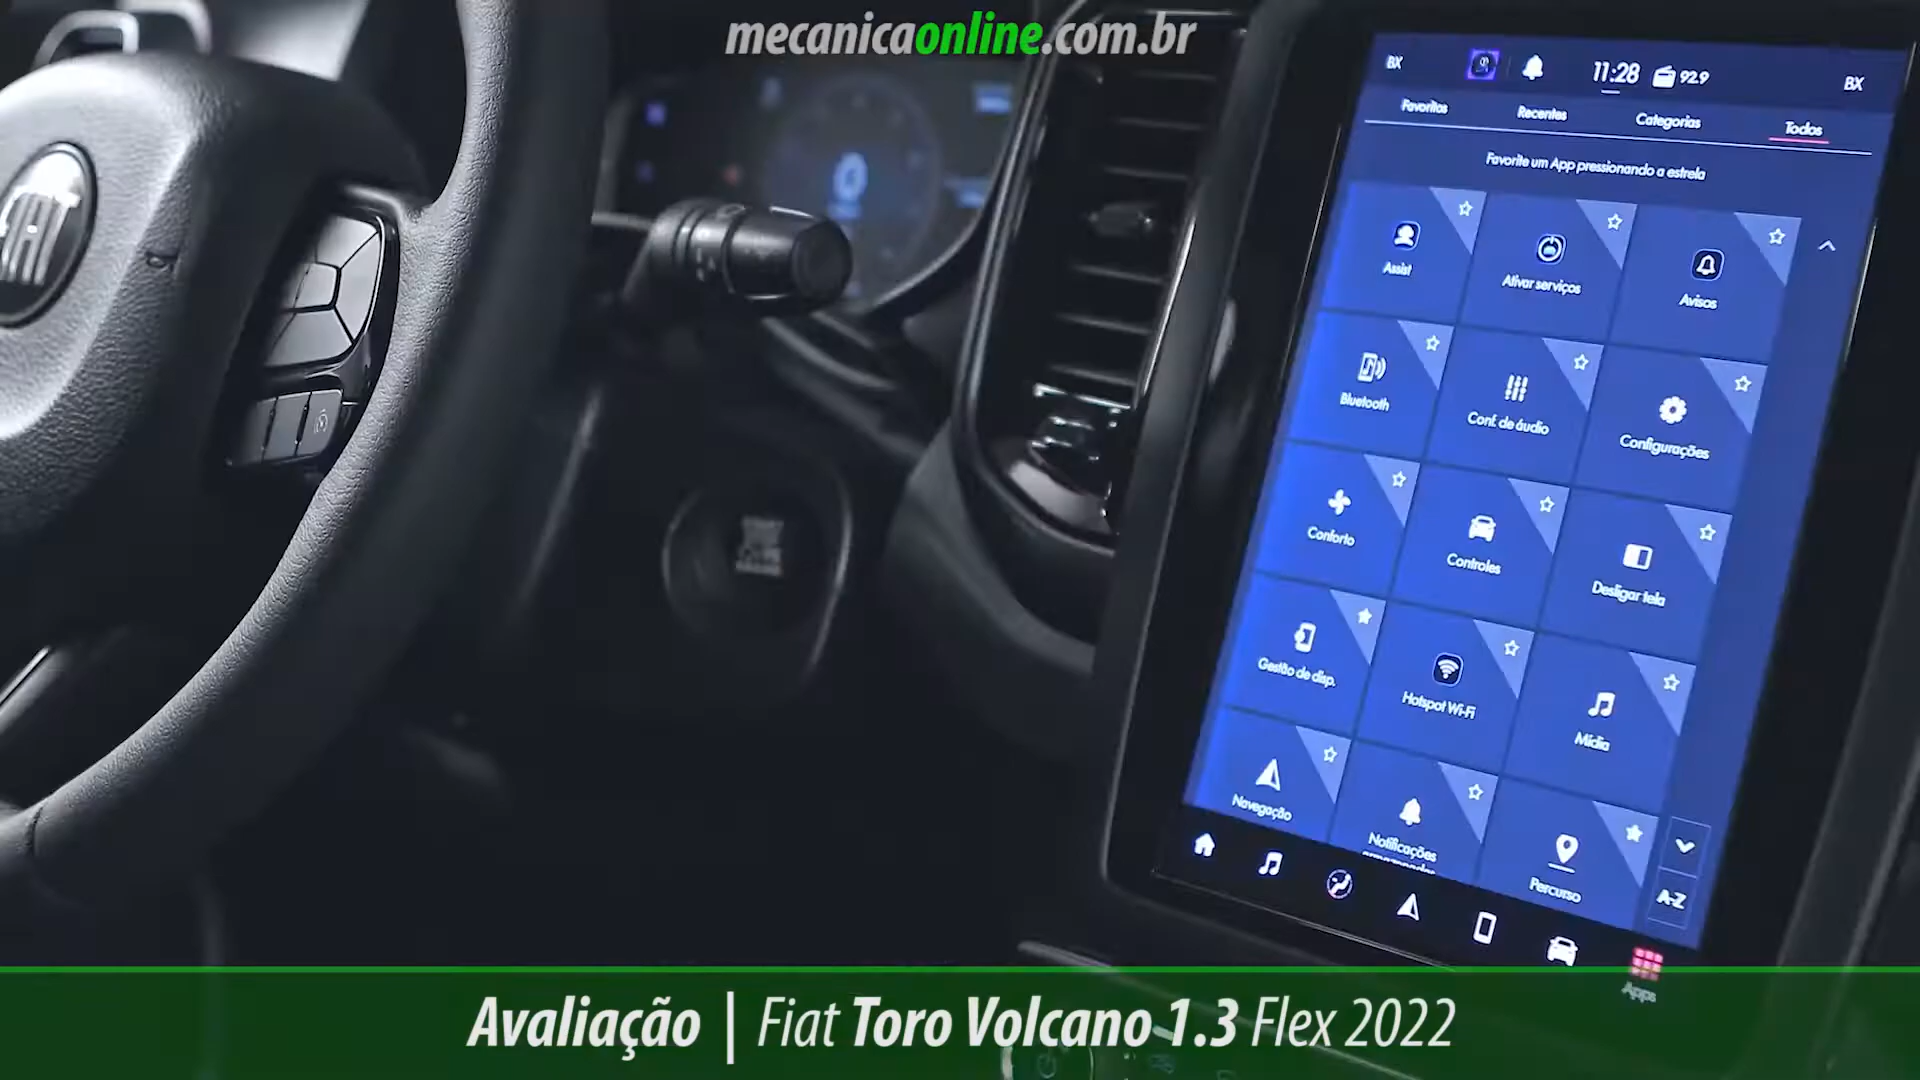 mecanicaonline.com.br
BX
11:28
92.9
BX
Favoritos
Recentes
Categorias
Todos
Favorite um App pressionando a estrela
Assist
Ativar serviços
Avisos
Bluetooth
Conf. de áudio
Configurações
Conforto
Controles
Desligar tela
Gestão de disp.
Hotspot Wi-Fi
Mídia
Navegação
Notificações
Percurso
A-Z
Apps
FIAT
Avaliação | Fiat Toro Volcano 1.3 Flex 2022